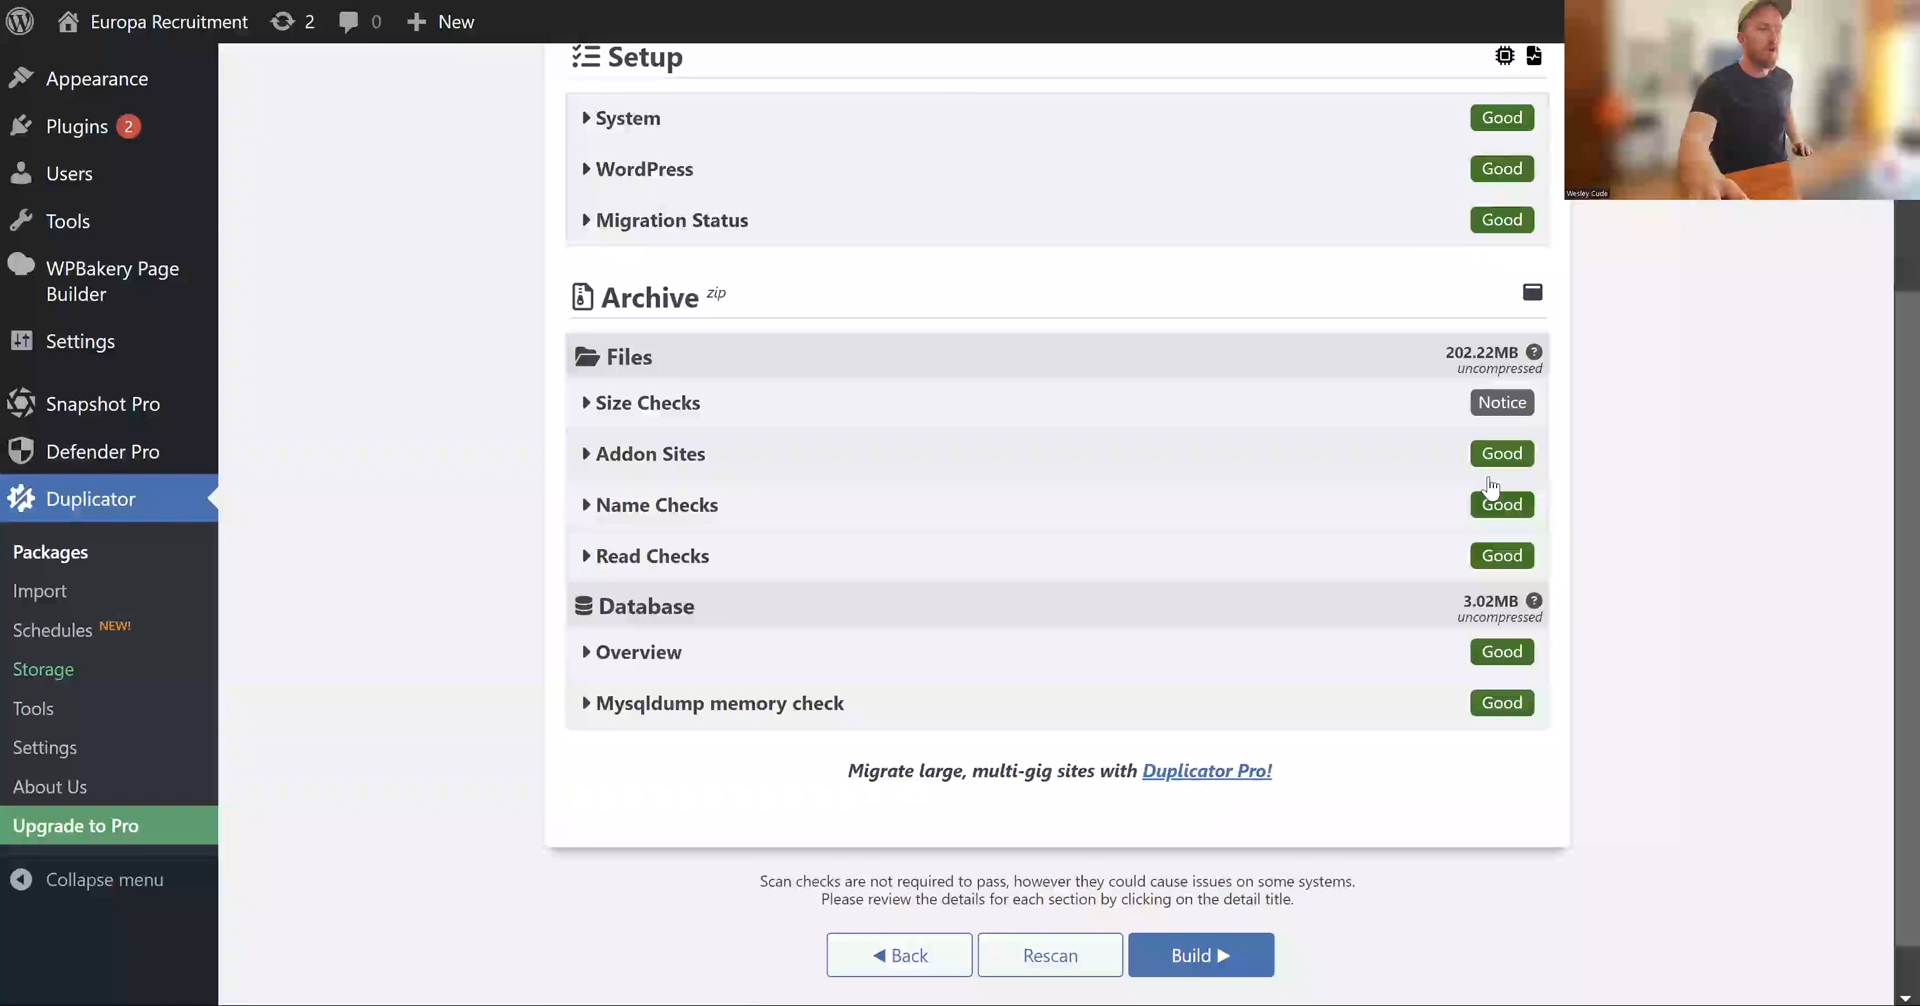 Europa Recruitment 2 0 New
Appearance
Plugins 2
Users
Tools
WPBakery Page
Builder
Settings
Snapshot Pro
Defender Pro
Duplicator
Packages
Import
Schedules NEW!
Storage
Tools
Settings
About Us
Upgrade to Pro
Collapse menu
Setup
System Good
WordPress Good
Migration Status Good
Archive zip
Files 202.22MB
uncompressed
Size Checks Notice
Addon Sites Good
Name Checks Good
Read Checks Good
Database 3.02MB
uncompressed
Overview Good
Mysqldump memory check Good
Migrate large, multi-gig sites with Duplicator Pro!
Scan checks are not required to pass, however they could cause issues on some systems.
Please review the details for each section by clicking on the detail title.
Back Rescan Build
Wesley Cude